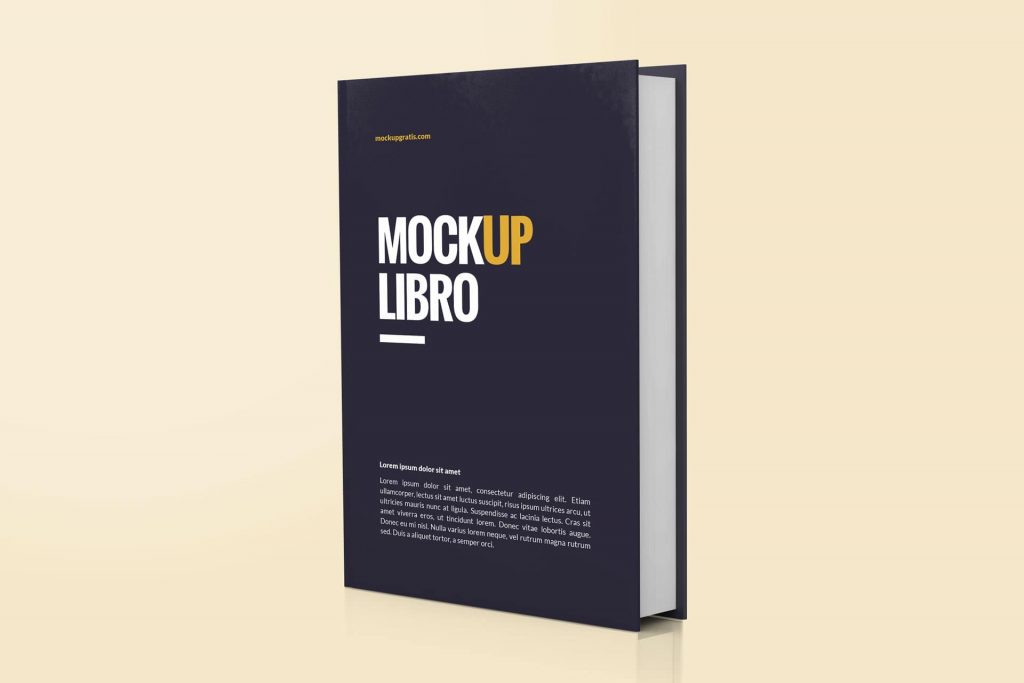 mockupgratis.com
MOCKUP
LIBRO
Lorem ipsum dolor sit amet
Lorem ipsum dolor sit amet, consectetur adipiscing elit. Etiam
ullamcorper, lectus sit amet luctus suscipit, risus ipsum ultrices arcu, ut
ultricies mauris nunc at ligula. Suspendisse ac lacinia lectus. Cras sit
amet viverra eros, ut tincidunt lorem. Donec vitae lobortis augue.
Donec eu mi nisl. Nulla varius lorem neque, vel rutrum magna rutrum
sed. Duis a aliquet tortor, a semper orci.